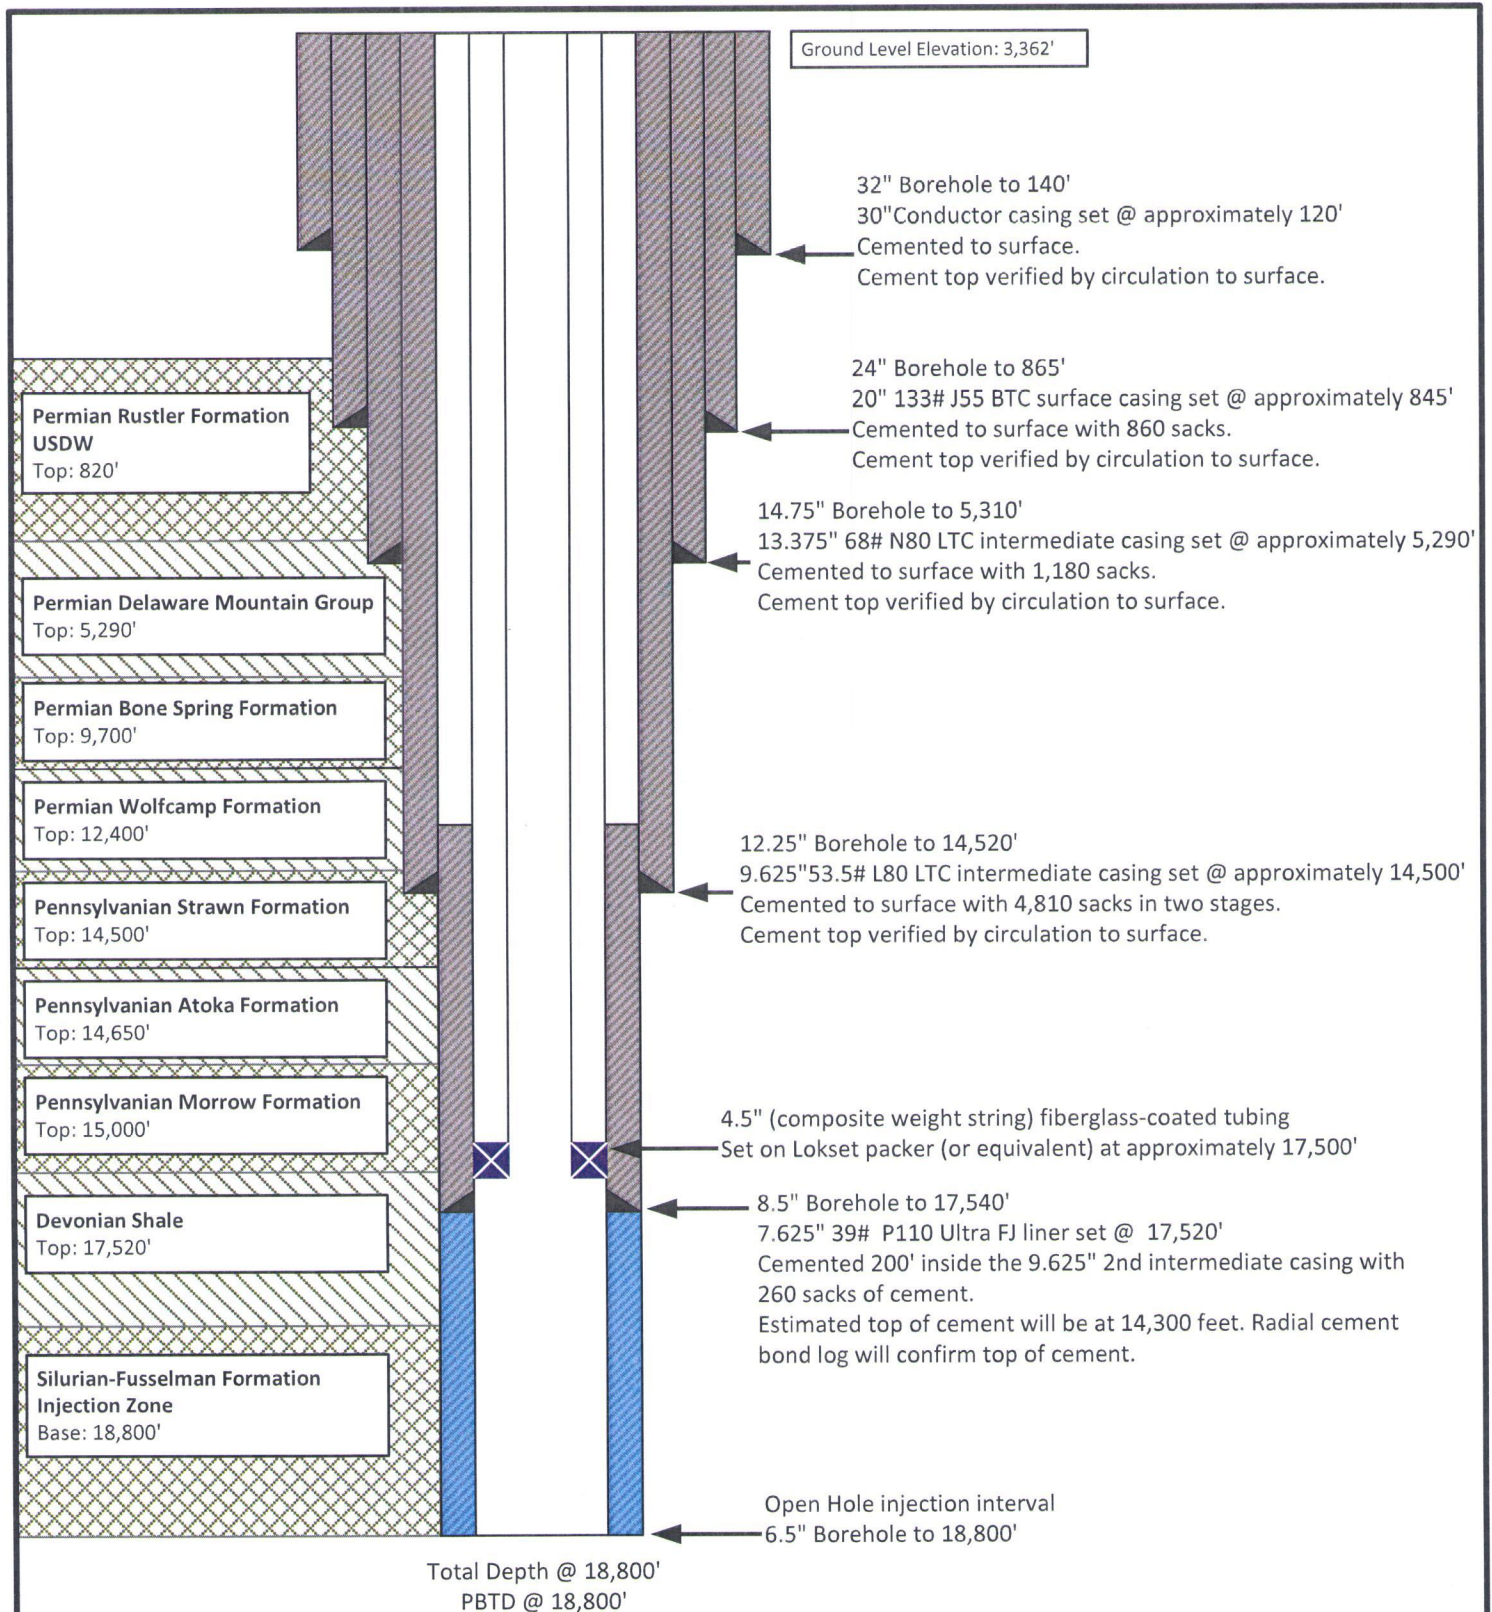 Ground Level Elevation: 3,362'
32" Borehole to 140'
30"Conductor casing set @ approximately 120'
Cemented to surface.
Cement top verified by circulation to surface.
24" Borehole to 865'
20" 133# J55 BTC surface casing set @ approximately 845'
Cemented to surface with 860 sacks.
Cement top verified by circulation to surface.
Permian Rustler Formation
USDW
Top: 820'
14.75" Borehole to 5,310'
13.375" 68# N80 LTC intermediate casing set @ approximately 5,290'
Cemented to surface with 1,180 sacks.
Cement top verified by circulation to surface.
Permian Delaware Mountain Group
Top: 5,290'
Permian Bone Spring Formation
Top: 9,700'
Permian Wolfcamp Formation
Top: 12,400'
12.25" Borehole to 14,520'
9.625"53.5# L80 LTC intermediate casing set @ approximately 14,500'
Cemented to surface with 4,810 sacks in two stages.
Cement top verified by circulation to surface.
Pennsylvanian Strawn Formation
Top: 14,500'
Pennsylvanian Atoka Formation
Top: 14,650'
Pennsylvanian Morrow Formation
Top: 15,000'
4.5" (composite weight string) fiberglass-coated tubing
Set on Lokset packer (or equivalent) at approximately 17,500'
8.5" Borehole to 17,540'
7.625" 39# P110 Ultra FJ liner set @ 17,520'
Cemented 200' inside the 9.625" 2nd intermediate casing with
260 sacks of cement.
Estimated top of cement will be at 14,300 feet. Radial cement
bond log will confirm top of cement.
Devonian Shale
Top: 17,520'
Silurian-Fusselman Formation
Injection Zone
Base: 18,800'
Open Hole injection interval
6.5" Borehole to 18,800'
Total Depth @ 18,800'
PBTD @ 18,800'